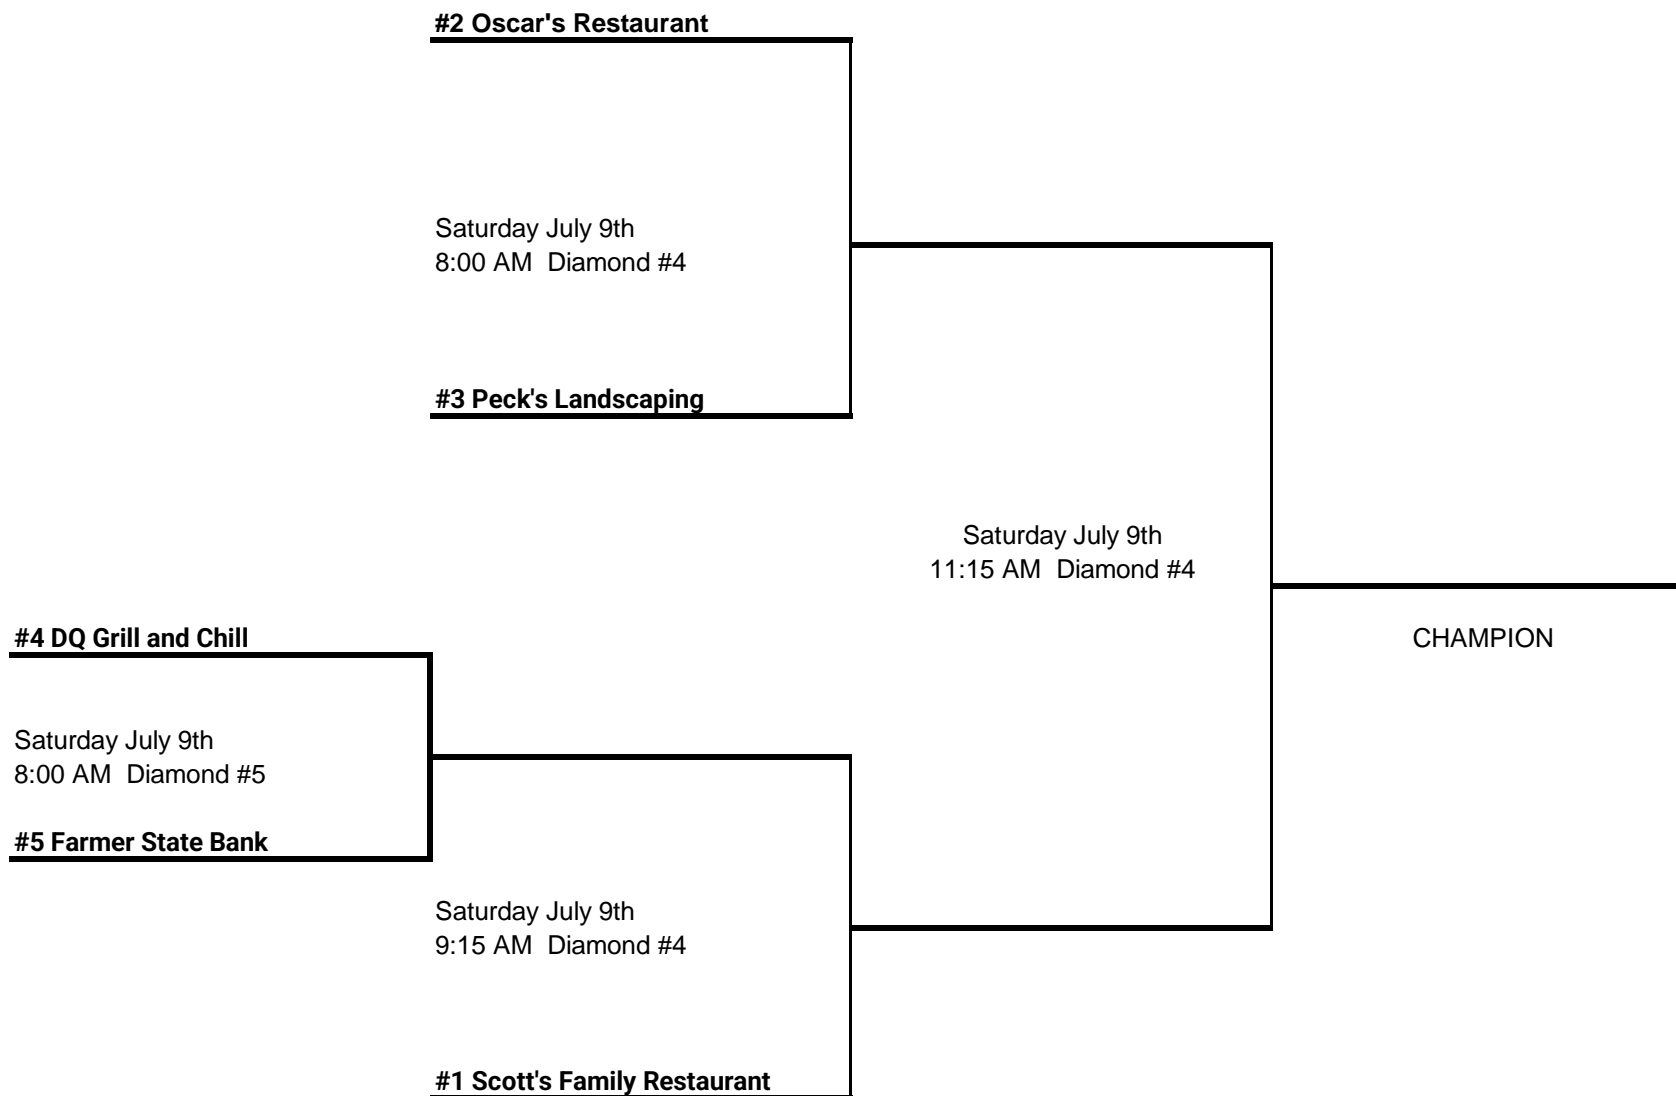 #2 Oscar's Restaurant
Saturday July 9th
8:00 AM  Diamond #4
#3 Peck's Landscaping
Saturday July 9th
11:15 AM  Diamond #4
#4 DQ Grill and Chill
CHAMPION
Saturday July 9th
8:00 AM  Diamond #5
#5 Farmer State Bank
Saturday July 9th
9:15 AM  Diamond #4
#1 Scott's Family Restaurant